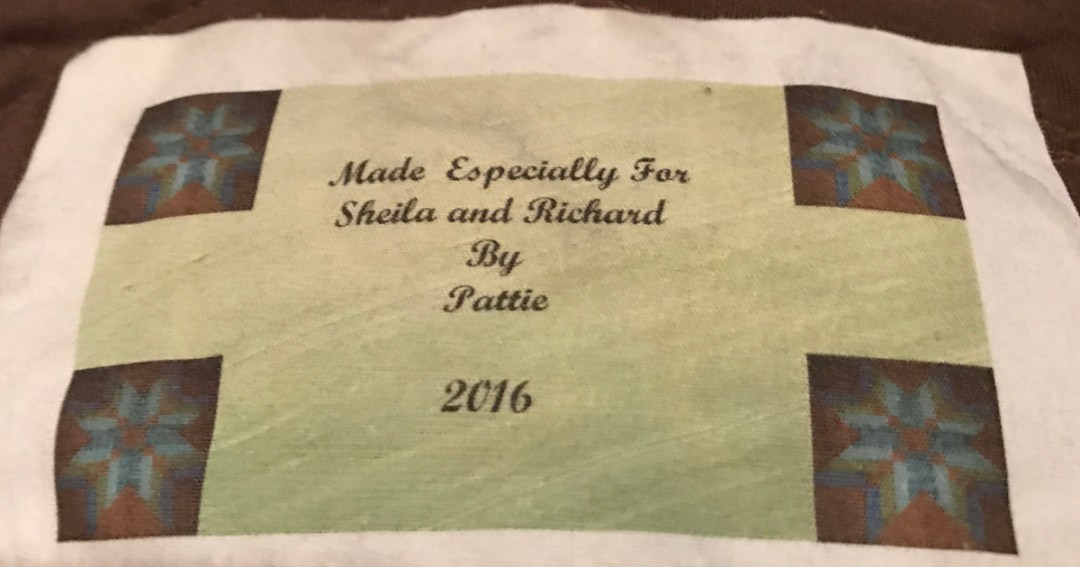 Made Especially For
Sheila and Richard
By
Pattie
2016